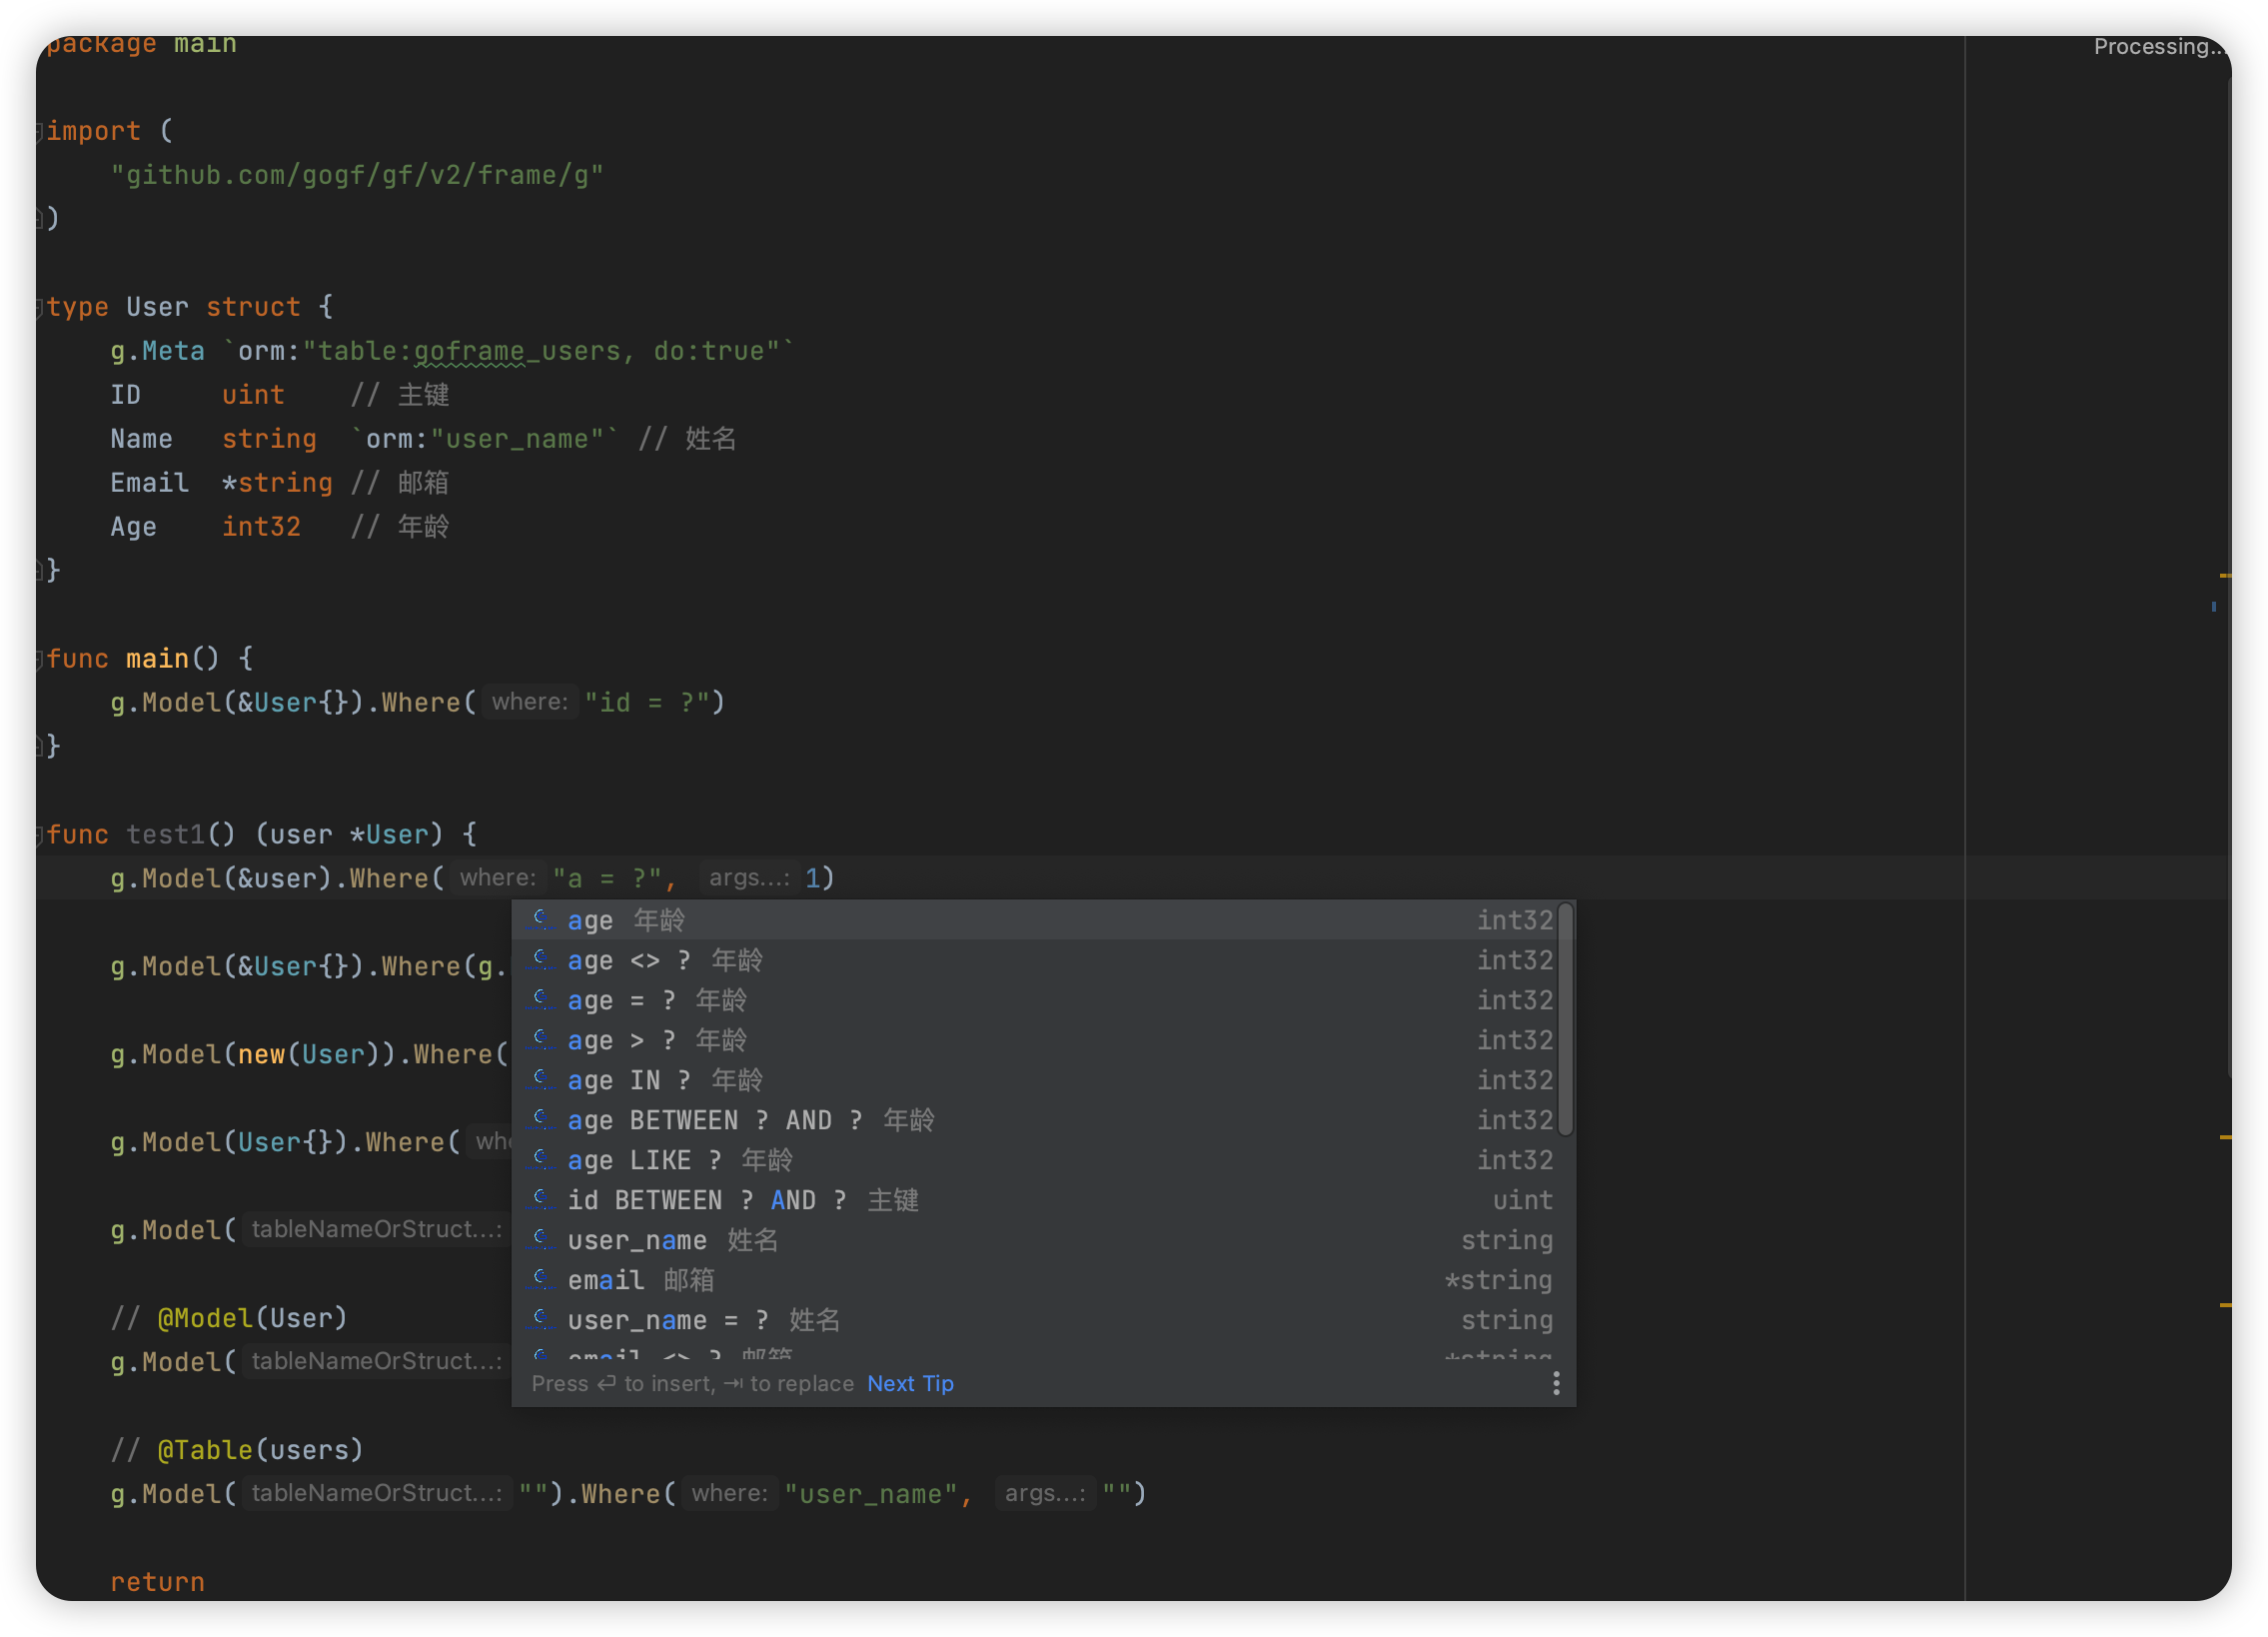 package main
Processing...
import (
"github.com/gogf/gf/v2/frame/g"
)
type User struct {
g.Meta `orm:"table:goframe_users, do:true"`
ID uint // 主键
Name string `orm:"user_name"` // 姓名
Email *string // 邮箱
Age int32 // 年龄
}
func main() {
g.Model(&User{}).Where( where: "id = ?")
}
func test1() (user *User) {
g.Model(&user).Where( where: "a = ?", args...: 1)
g.Model(&User{}).Where(g.
g.Model(new(User)).Where(
g.Model(User{}).Where( whe
g.Model( tableNameOrStruct...:
// @Model(User)
g.Model( tableNameOrStruct...:
age 年龄 int32
age <> ? 年龄 int32
age = ? 年龄 int32
age > ? 年龄 int32
age IN ? 年龄 int32
age BETWEEN ? AND ? 年龄 int32
age LIKE ? 年龄 int32
id BETWEEN ? AND ? 主键 uint
user_name 姓名 string
email 邮箱 *string
user_name = ? 姓名 string
email <> ? 邮箱 *string
Press ↵ to insert, ⇥ to replace Next Tip
// @Table(users)
g.Model( tableNameOrStruct...: "").Where( where: "user_name", args...: "")
return